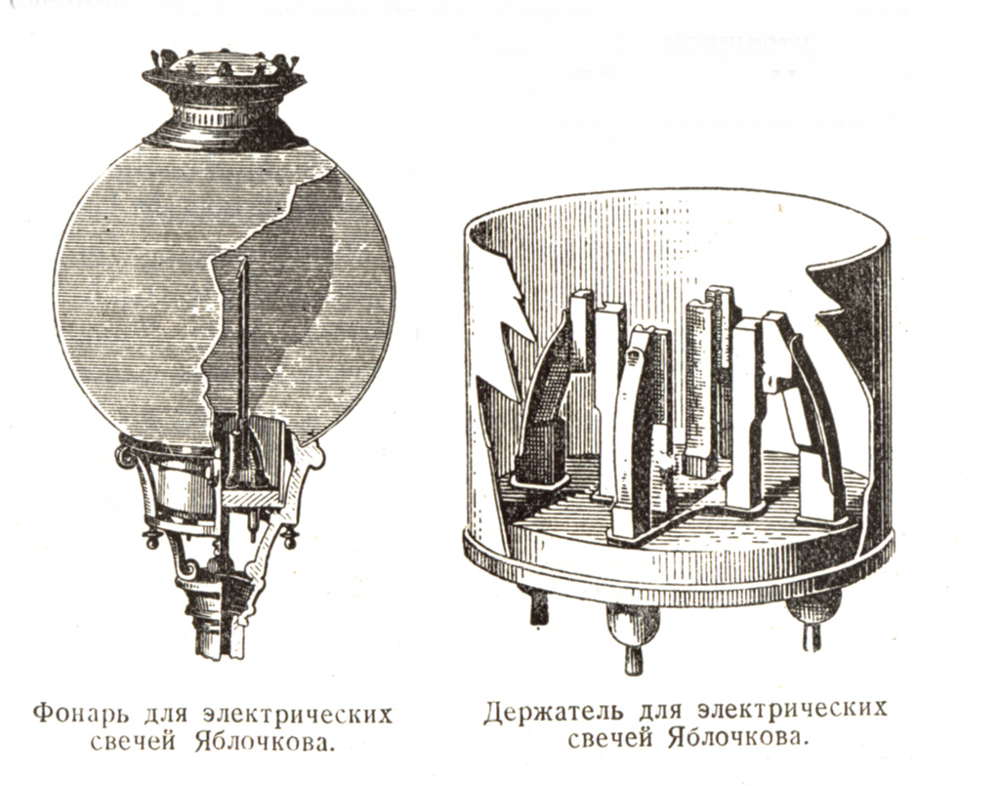 Фонарь для электрических
свечей Яблочкова.
Держатель для электрических
свечей Яблочкова.